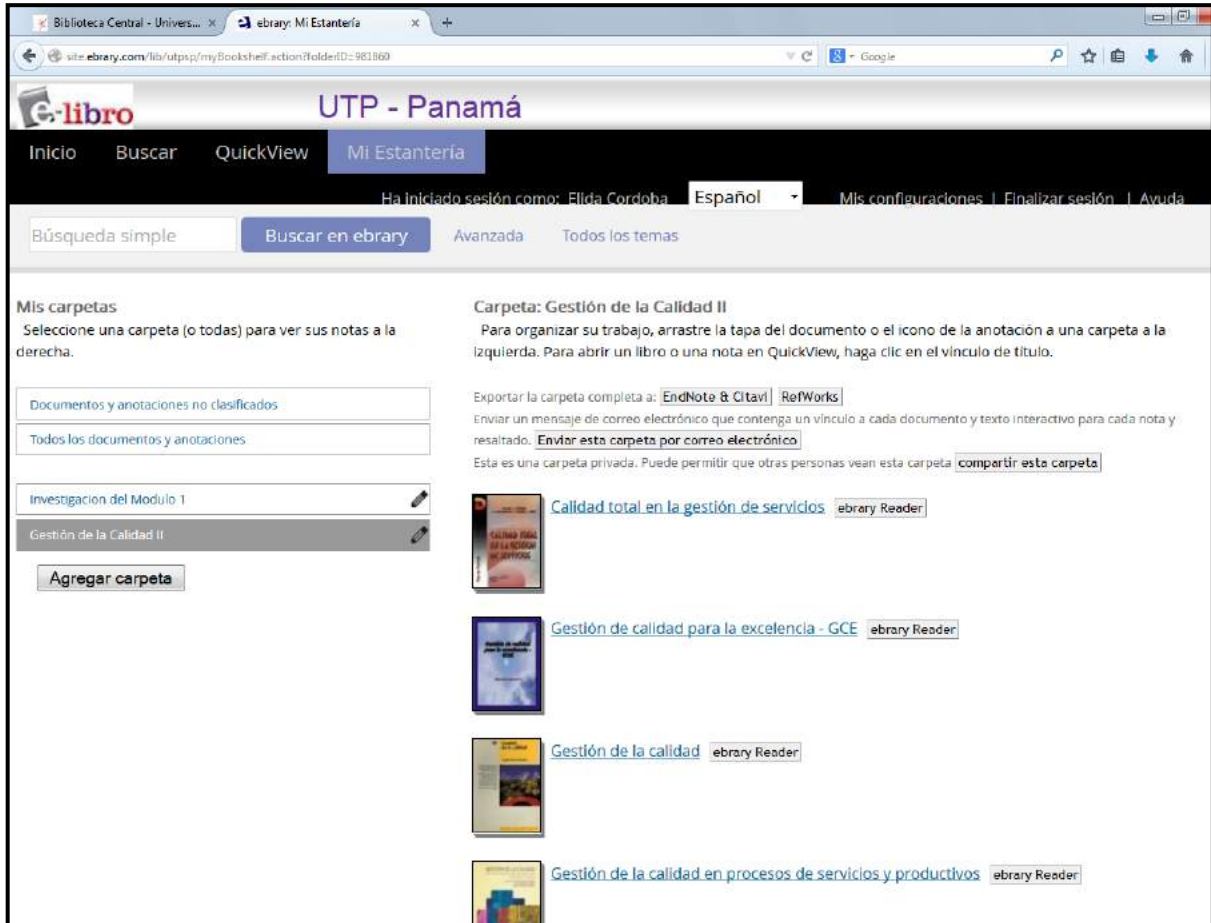 Biblioteca Central - Univers...
ebrary: Mi Estantería
site.ebrary.com/lib/utpsp/myBookshelf.action?folderID=981860
Google
e-libro
UTP - Panamá
Inicio Buscar QuickView Mi Estantería
Ha iniciado sesión como: Elida Cordoba Español Mis configuraciones | Finalizar sesión | Ayuda
Búsqueda simple Buscar en ebrary Avanzada Todos los temas
Mis carpetas
Seleccione una carpeta (o todas) para ver sus notas a la
derecha.
Documentos y anotaciones no clasificados
Todos los documentos y anotaciones
Investigacion del Modulo 1
Gestión de la Calidad II
Agregar carpeta
Carpeta: Gestión de la Calidad II
Para organizar su trabajo, arrastre la tapa del documento o el icono de la anotación a una carpeta a la
izquierda. Para abrir un libro o una nota en QuickView, haga clic en el vínculo de título.
Exportar la carpeta completa a: EndNote & Citavi RefWorks
Enviar un mensaje de correo electrónico que contenga un vínculo a cada documento y texto interactivo para cada nota y
resaltado. Enviar esta carpeta por correo electrónico
Esta es una carpeta privada. Puede permitir que otras personas vean esta carpeta compartir esta carpeta
CALIDAD TOTAL
EN LA GESTION
DE SERVICIOS
Calidad total en la gestión de servicios ebrary Reader
Gestión de calidad para la excelencia - GCE ebrary Reader
Gestión de la calidad ebrary Reader
Gestión de la calidad en procesos de servicios y productivos ebrary Reader